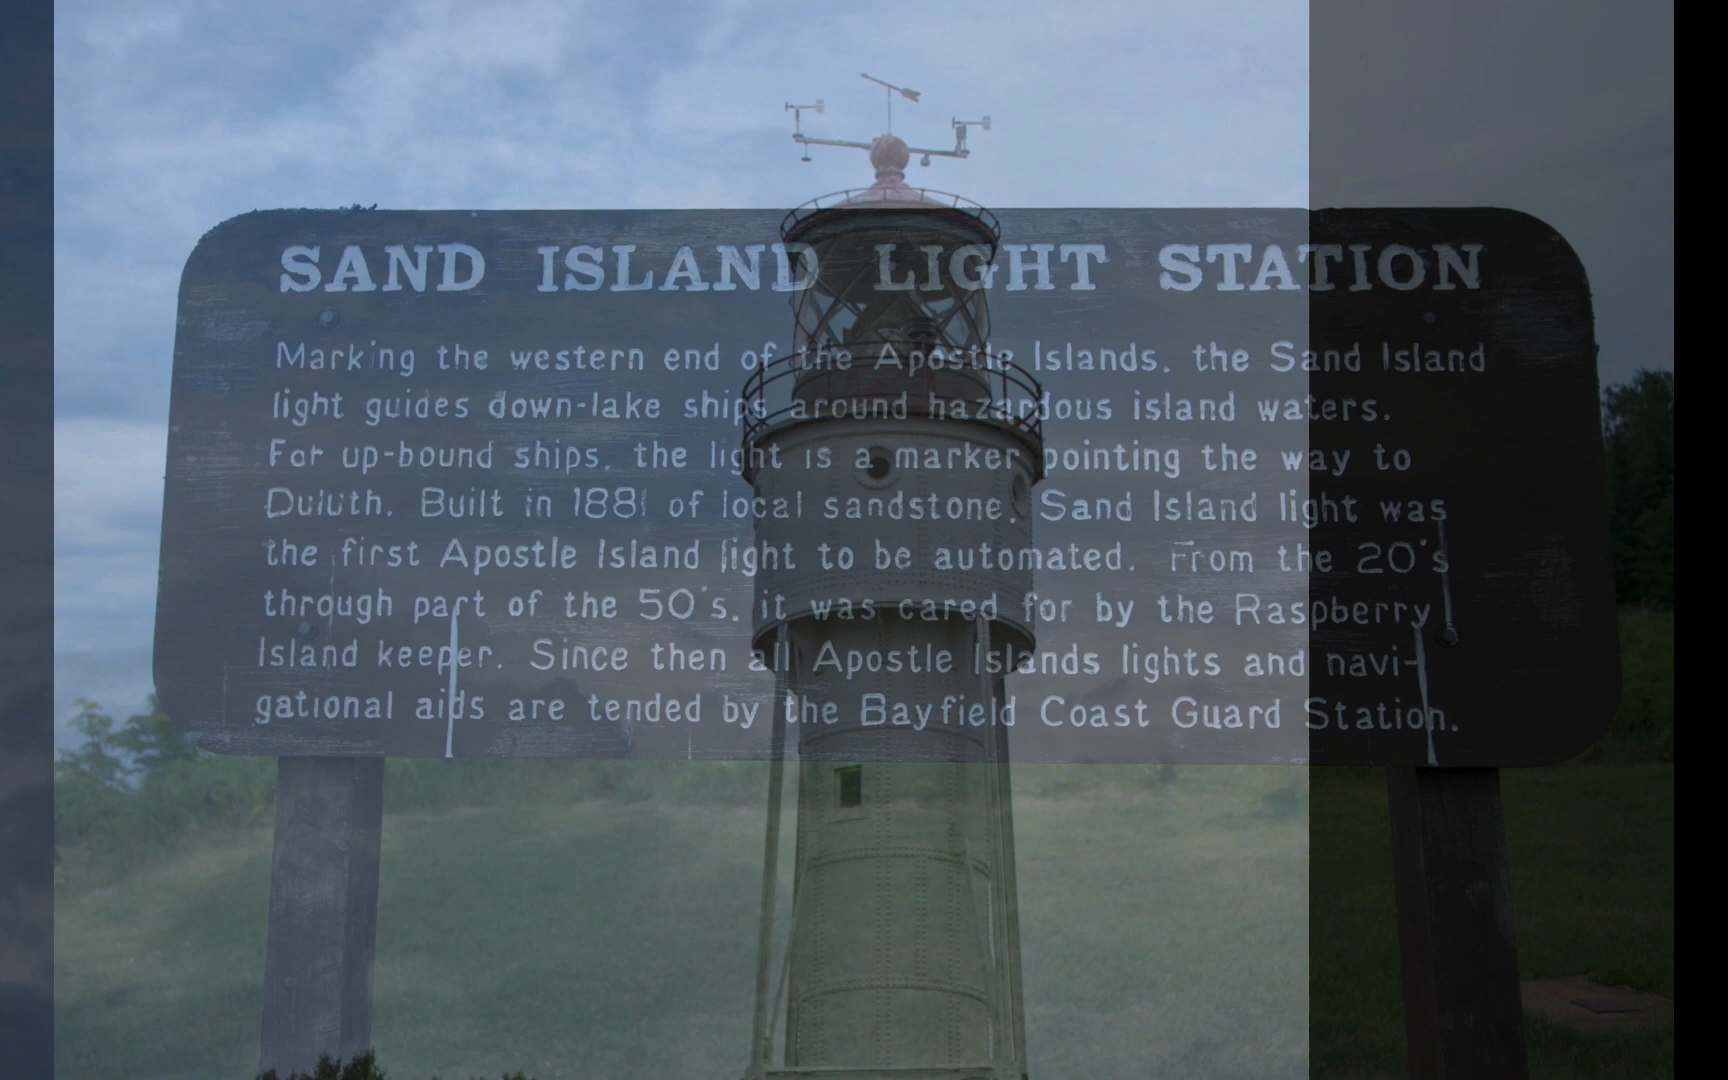 SAND ISLAND LIGHT STATION
Marking the western end of the Apostle Islands, the Sand Island
light guides down-lake ships around hazardous island waters.
For up-bound ships, the light is a marker pointing the way to
Duluth. Built in 1881 of local sandstone, Sand Island light was
the first Apostle Island light to be automated. From the 20's
through part of the 50's, it was cared for by the Raspberry
Island keeper. Since then all Apostle Islands lights and navi-
gational aids are tended by the Bayfield Coast Guard Station.